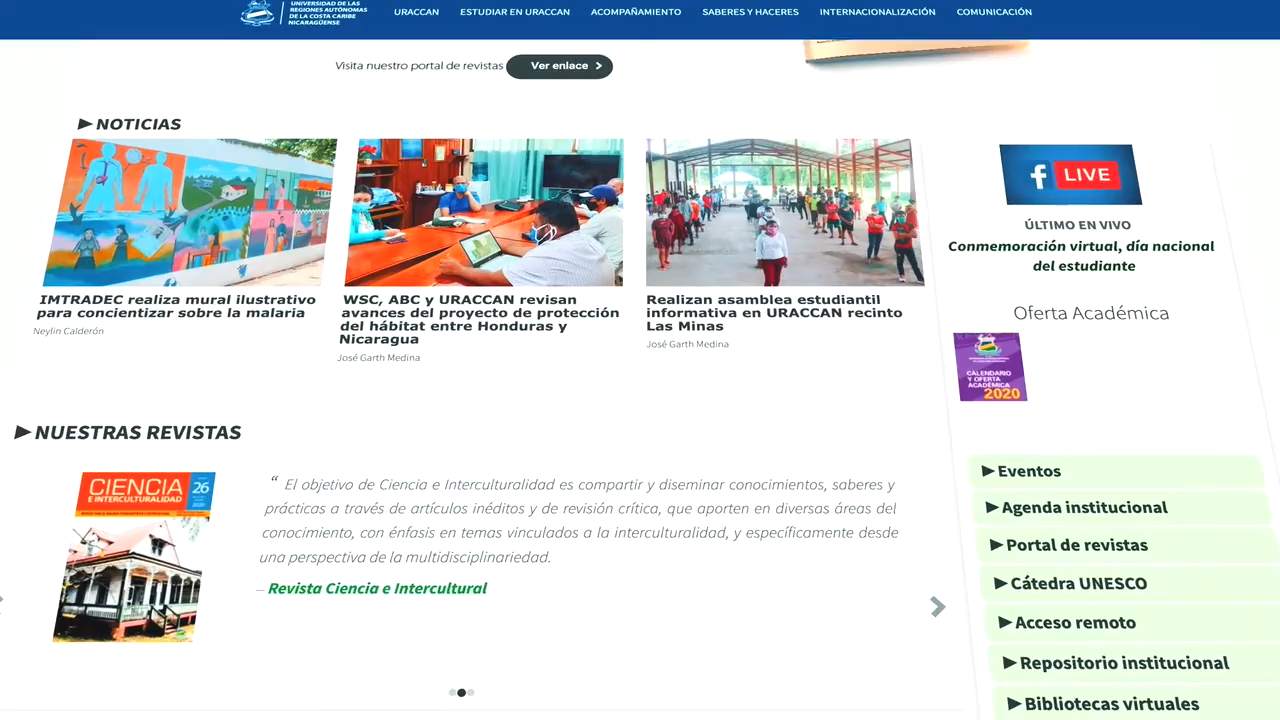 UNIVERSIDAD DE LAS
REGIONES AUTÓNOMAS
DE LA COSTA CARIBE
NICARAGÜENSE
URACCAN
ESTUDIAR EN URACCAN
ACOMPAÑAMIENTO
SABERES Y HACERES
INTERNACIONALIZACIÓN
COMUNICACIÓN
Visita nuestro portal de revistas
Ver enlace >
►NOTICIAS
IMTRADEC realiza mural ilustrativo
para concientizar sobre la malaria
Neylin Calderón
WSC, ABC y URACCAN revisan
avances del proyecto de protección
del hábitat entre Honduras y
Nicaragua
José Garth Medina
Realizan asamblea estudiantil
informativa en URACCAN recinto
Las Minas
José Garth Medina
f LIVE
ÚLTIMO EN VIVO
Conmemoración virtual, día nacional
del estudiante
Oferta Académica
CALENDARIO
Y OFERTA
ACADÉMICA
2020
►NUESTRAS REVISTAS
CIENCIA
E INTERCULTURALIDAD
26
“ El objetivo de Ciencia e Interculturalidad es compartir y diseminar conocimientos, saberes y
prácticas a través de artículos inéditos y de revisión crítica, que aporten en diversas áreas del
conocimiento, con énfasis en temas vinculados a la interculturalidad, y específicamente desde
una perspectiva de la multidisciplinariedad.
— Revista Ciencia e Intercultural
►Eventos
►Agenda institucional
►Portal de revistas
►Cátedra UNESCO
►Acceso remoto
►Repositorio institucional
►Bibliotecas virtuales